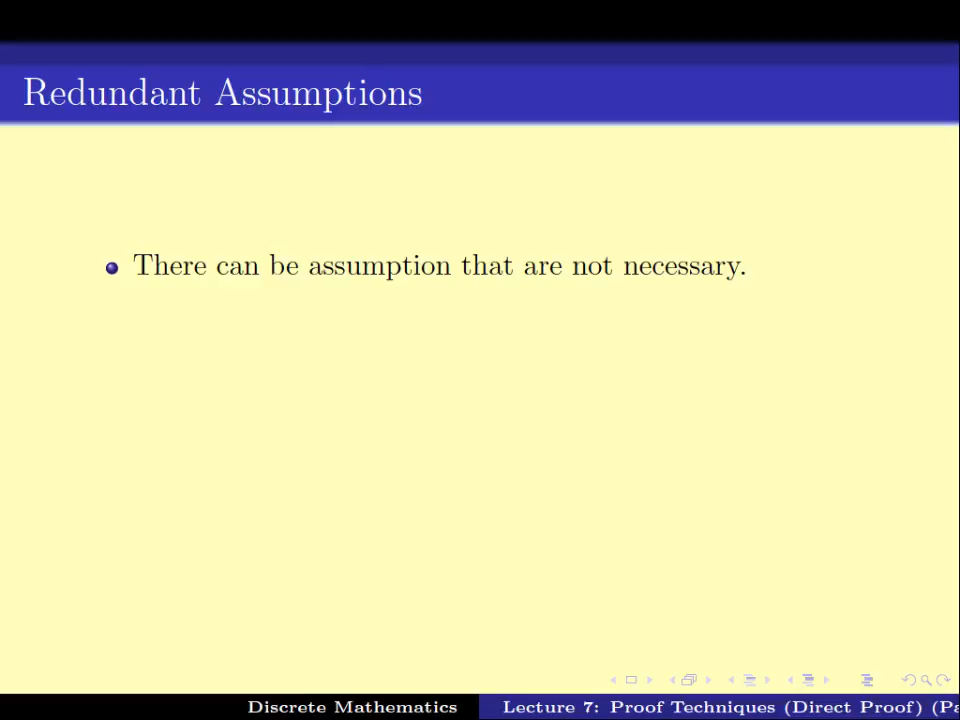 Redundant Assumptions
There can be assumption that are not necessary.
Discrete Mathematics
Lecture 7: Proof Techniques (Direct Proof) (Pa